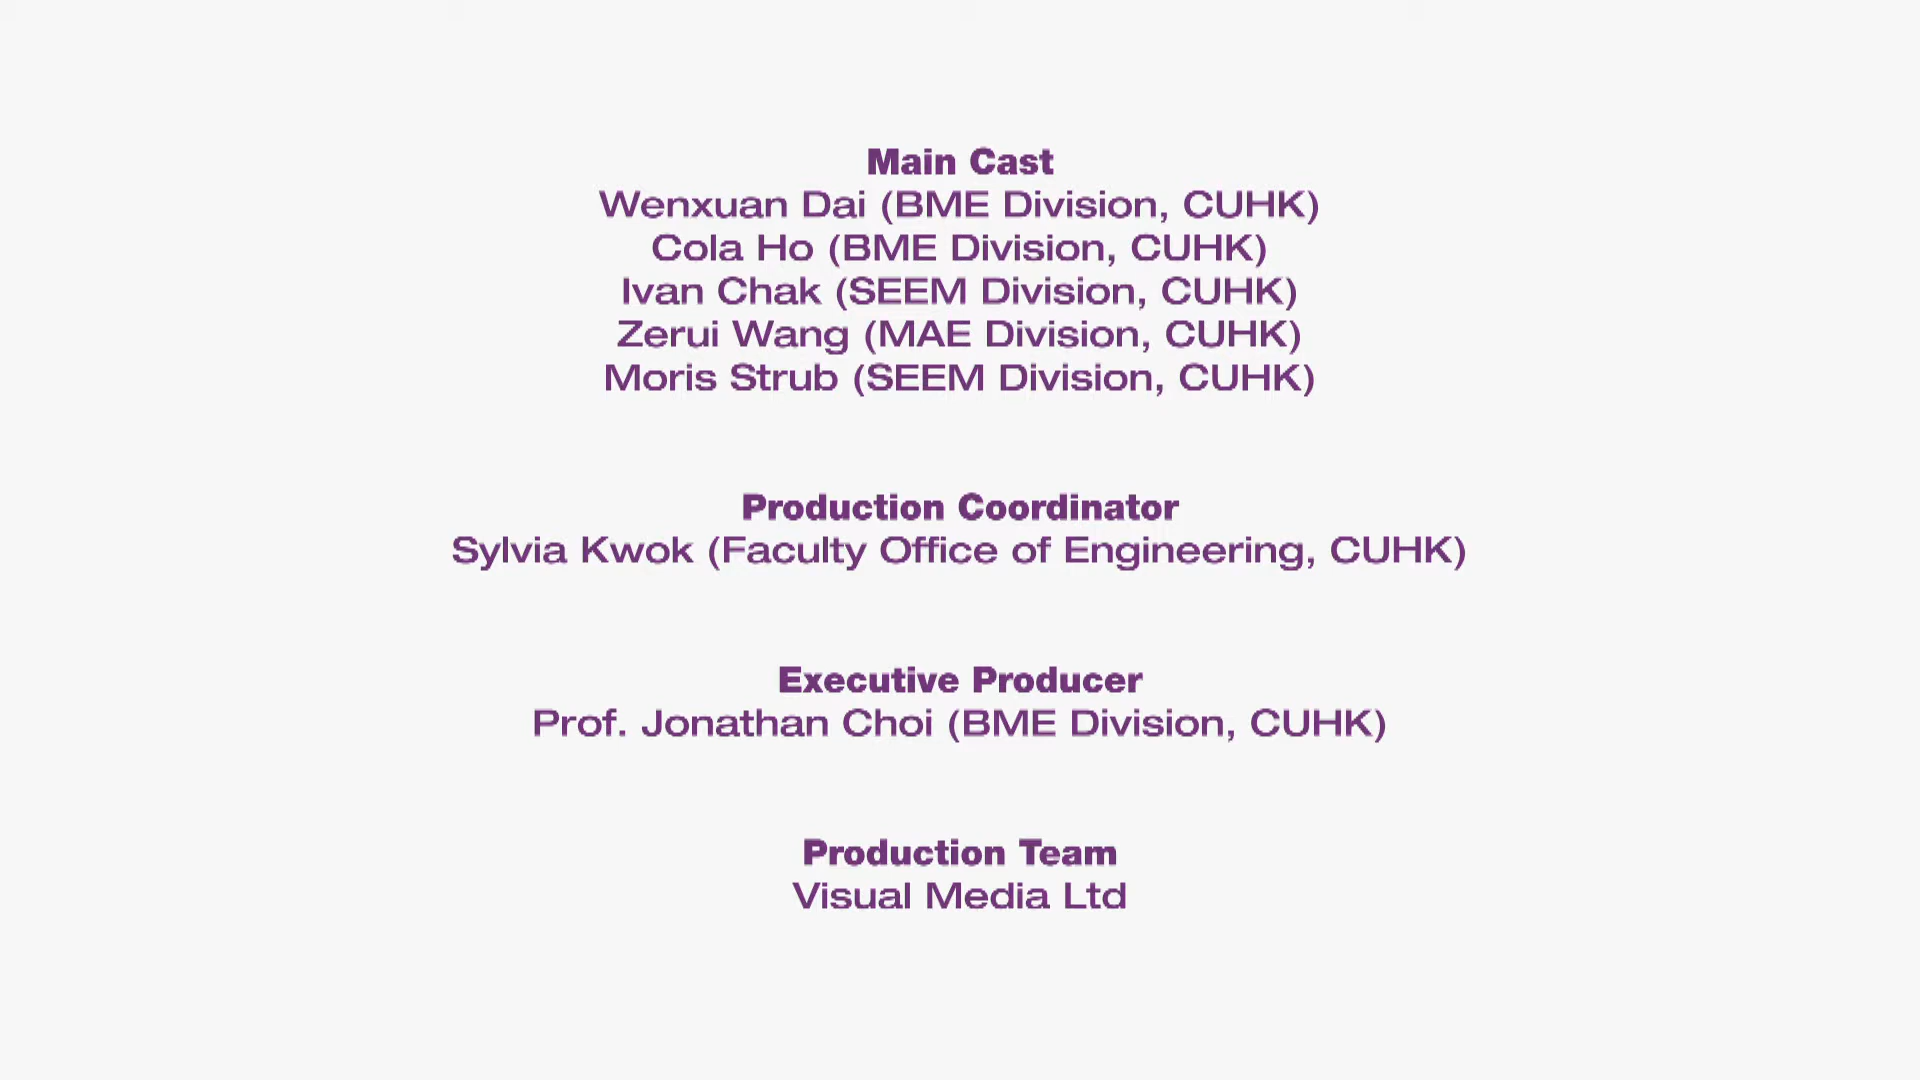 Main Cast
Wenxuan Dai (BME Division, CUHK)
Cola Ho (BME Division, CUHK)
Ivan Chak (SEEM Division, CUHK)
Zerui Wang (MAE Division, CUHK)
Moris Strub (SEEM Division, CUHK)
Production Coordinator
Sylvia Kwok (Faculty Office of Engineering, CUHK)
Executive Producer
Prof. Jonathan Choi (BME Division, CUHK)
Production Team
Visual Media Ltd